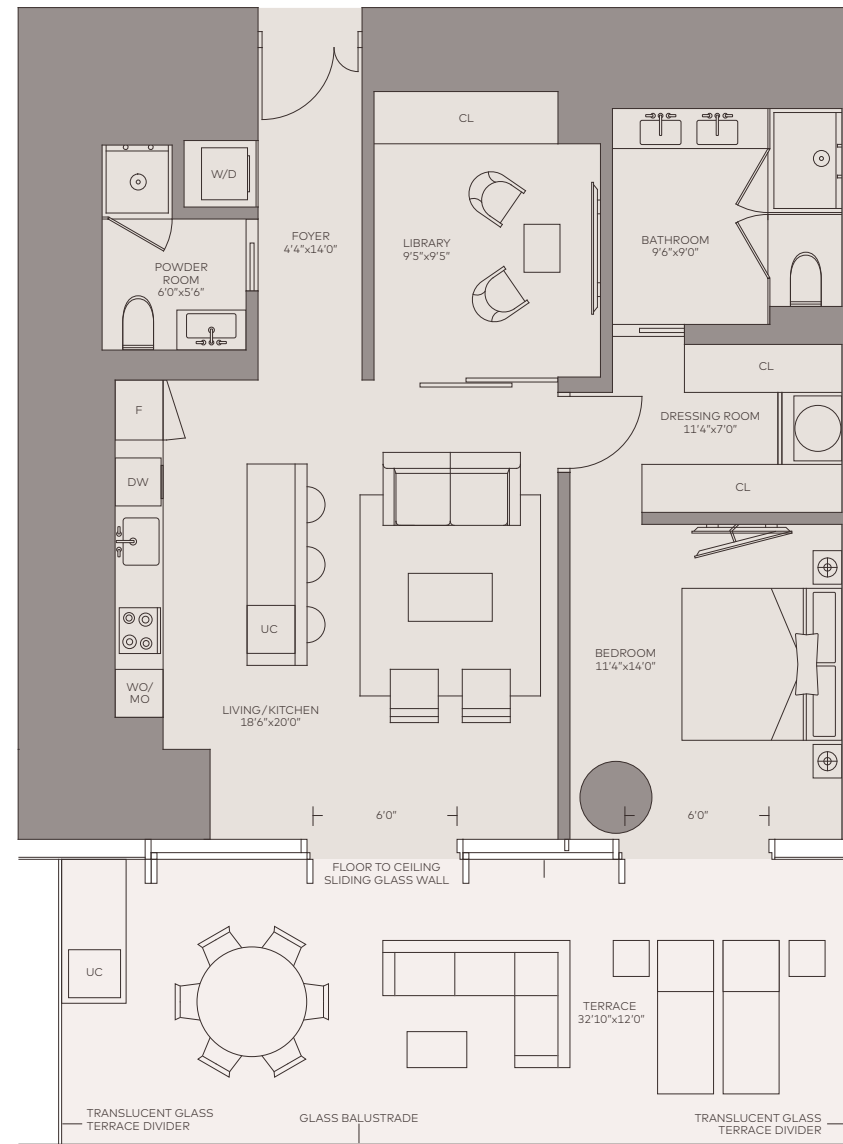 CL
W/D
FOYER
4'4"x14'0"
LIBRARY
9'5"x9'5"
BATHROOM
9'6"x9'0"
POWDER
ROOM
6'0"x5'6"
CL
F
DRESSING ROOM
11'4"x7'0"
DW
CL
UC
BEDROOM
11'4"x14'0"
WO/
MO
LIVING/KITCHEN
18'6"x20'0"
6'0"
6'0"
FLOOR TO CEILING
SLIDING GLASS WALL
UC
TERRACE
32'10"x12'0"
TRANSLUCENT GLASS
TERRACE DIVIDER
GLASS BALUSTRADE
TRANSLUCENT GLASS
TERRACE DIVIDER